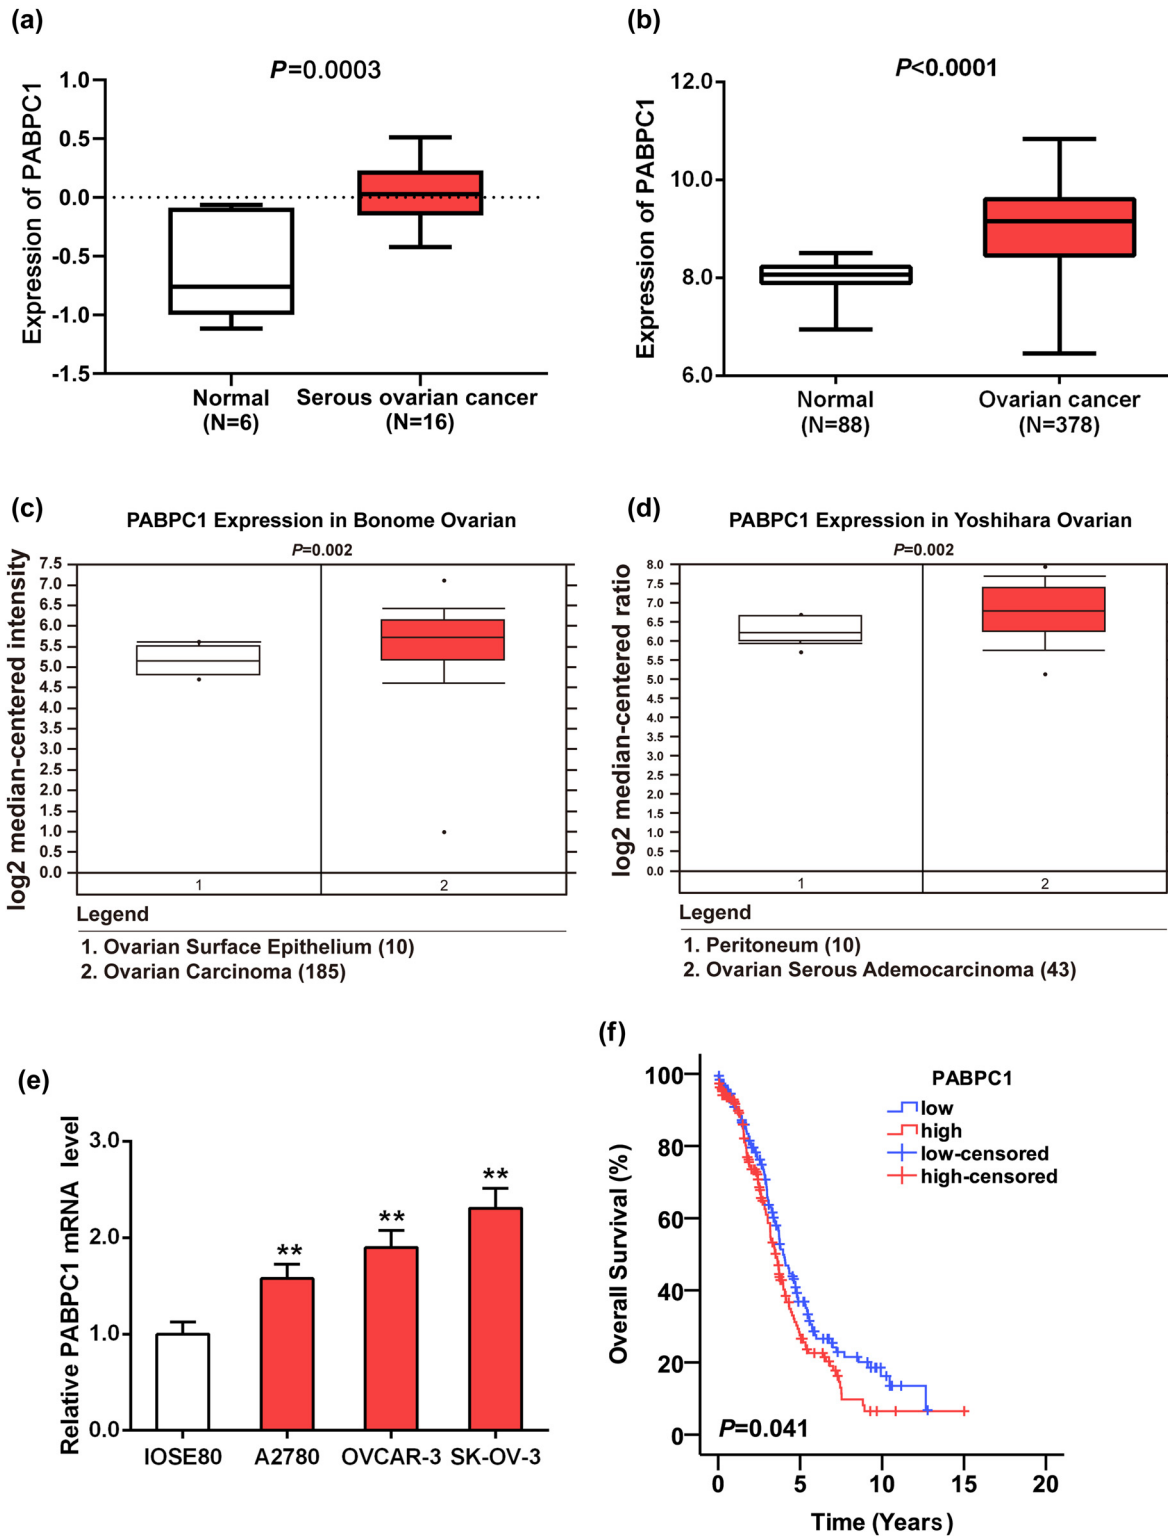 (a)
P=0.0003
Expression of PABPC1
1.0
0.5
0.0
-0.5
-1.0
-1.5
Normal
(N=6)
Serous ovarian cancer
(N=16)
(b)
P<0.0001
Expression of PABPC1
12.0
10.0
8.0
6.0
Normal
(N=88)
Ovarian cancer
(N=378)
(c)
PABPC1 Expression in Bonome Ovarian
P=0.002
log2 median-centered intensity
7.5
7.0
6.5
6.0
5.5
5.0
4.5
4.0
3.5
3.0
2.5
2.0
1.5
1.0
0.5
0.0
1
2
Legend
1. Ovarian Surface Epithelium (10)
2. Ovarian Carcinoma (185)
(d)
PABPC1 Expression in Yoshihara Ovarian
P=0.002
log2 median-centered ratio
8.0
7.5
7.0
6.5
6.0
5.5
5.0
4.5
4.0
3.5
3.0
2.5
2.0
1.5
1.0
0.5
0.0
1
2
Legend
1. Peritoneum (10)
2. Ovarian Serous Ademocarcinoma (43)
(e)
Relative PABPC1 mRNA level
3.0
2.0
1.0
0.0
**
**
**
IOSE80
A2780
OVCAR-3
SK-OV-3
(f)
Overall Survival (%)
100
80
60
40
20
0
PABPC1
low
high
low-censored
high-censored
P=0.041
0
5
10
15
20
Time (Years)